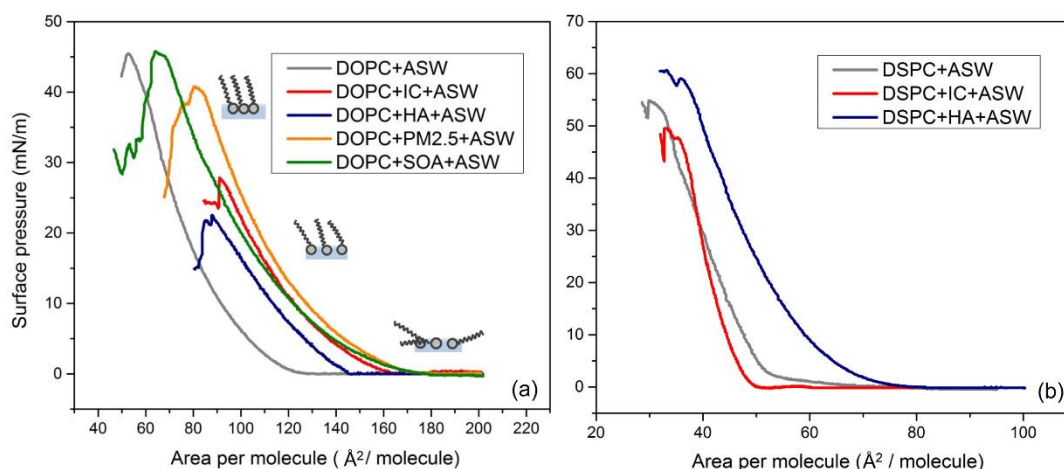 50
40
30
20
10
0
Surface pressure (mN/m)
DOPC+ASW
DOPC+IC+ASW
DOPC+HA+ASW
DOPC+PM2.5+ASW
DOPC+SOA+ASW
(a)
40 60 80 100 120 140 160 180 200 220
Area per molecule ( Å²/ molecule)
70
60
50
40
30
20
10
0
DSPC+ASW
DSPC+IC+ASW
DSPC+HA+ASW
(b)
20 40 60 80 100
Area per molecule (Å²/ molecule)